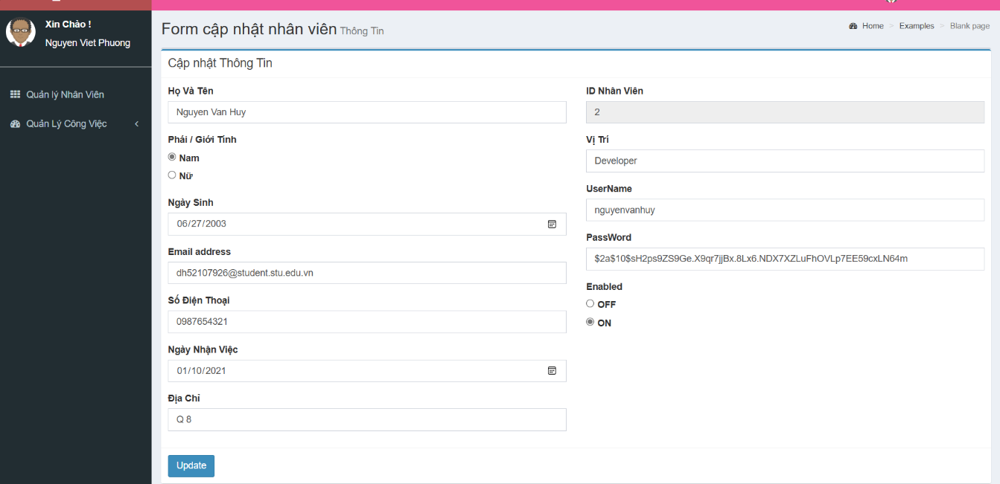 Xin Chào !
Nguyen Viet Phuong
Quản lý Nhân Viên
Quản Lý Công Việc
Form cập nhật nhân viên Thông Tin
Home > Examples > Blank page
Cập nhật Thông Tin
Họ Và Tên
Nguyen Van Huy
Phái / Giới Tính
Nam
Nữ
Ngày Sinh
06/27/2003
Email address
dh52107926@student.stu.edu.vn
Số Điện Thoại
0987654321
Ngày Nhận Việc
01/10/2021
Địa Chỉ
Q 8
Update
ID Nhân Viên
2
Vị Trí
Developer
UserName
nguyenvanhuy
PassWord
$2a$10$sH2ps9ZS9Ge.X9qr7jjBx.8Lx6.NDX7XZLuFhOVLp7EE59cxLN64m
Enabled
OFF
ON